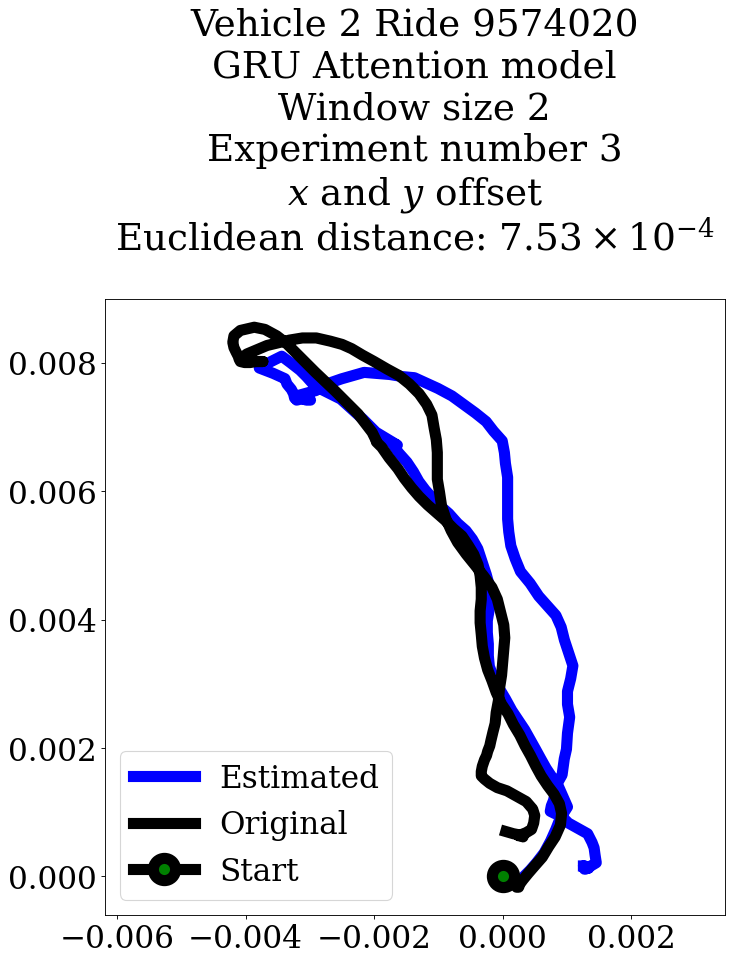 Vehicle 2 Ride 9574020
GRU Attention model
Window size 2
Experiment number 3
x and y offset
Euclidean distance: 7.53 × 10⁻⁴
0.008
0.006
0.004
0.002
0.000
Estimated
Original
Start
−0.006 −0.004 −0.002 0.000 0.002